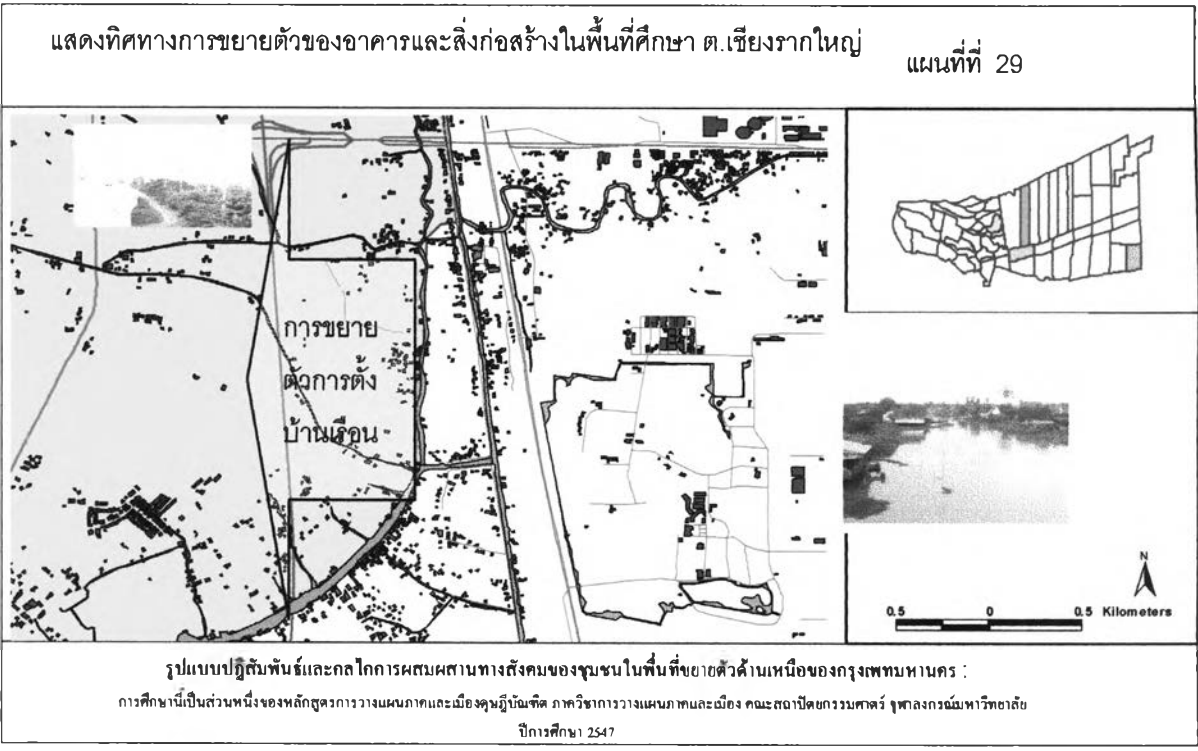 แสดงทิศทางการขยายตัวของอาคารและสิ่งก่อสร้างในพื้นที่ศึกษา ต.เชียงรากใหญ่
แผนที่ที่ 29
การขยาย
ตัวการตั้ง
บ้านเรือน
N
0.5 0 0.5 Kilometers
รูปแบบปฏิสัมพันธ์และกลไกการผสมผสานทางสังคมของชุมชนในพื้นที่ขยายตัวด้านเหนือของกรุงเทพมหานคร :
การศึกษานี้เป็นส่วนหนึ่งของหลักสูตรการวางแผนภาคและเมืองดุษฎีบัณฑิต ภาควิชาการวางแผนภาคและเมือง คณะสถาปัตยกรรมศาสตร์ จุฬาลงกรณ์มหาวิทยาลัย
ปีการศึกษา 2547